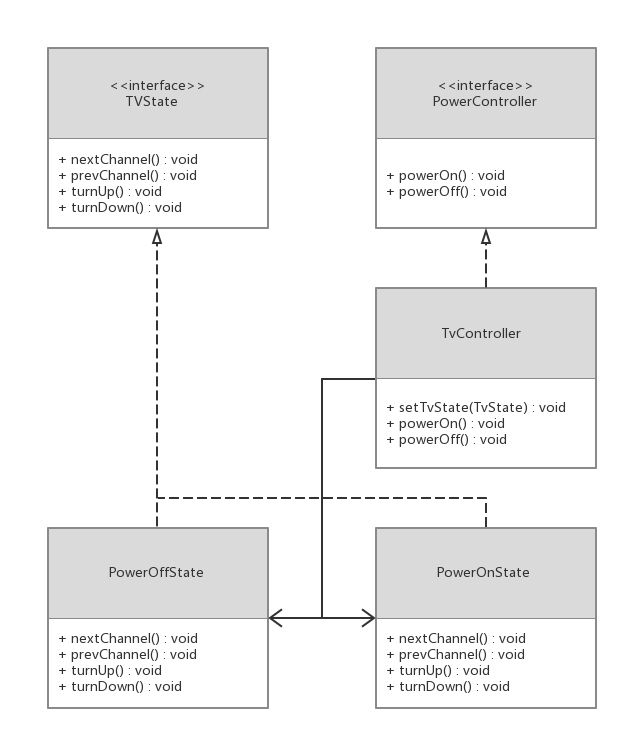 <<interface>>
TVState
+ nextChannel() : void
+ prevChannel() : void
+ turnUp() : void
+ turnDown() : void
<<interface>>
PowerController
+ powerOn() : void
+ powerOff() : void
TvController
+ setTvState(TvState) : void
+ powerOn() : void
+ powerOff() : void
PowerOffState
+ nextChannel() : void
+ prevChannel() : void
+ turnUp() : void
+ turnDown() : void
PowerOnState
+ nextChannel() : void
+ prevChannel() : void
+ turnUp() : void
+ turnDown() : void